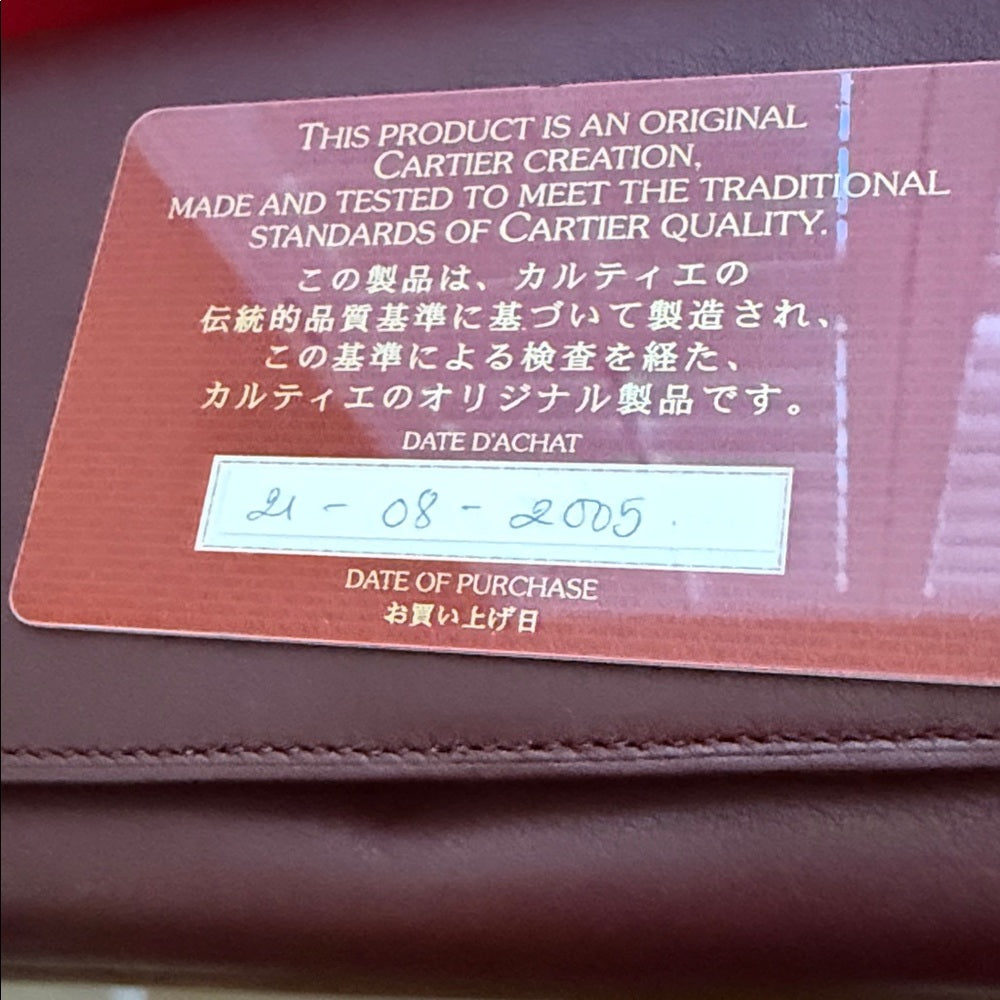 THIS PRODUCT IS AN ORIGINAL
CARTIER CREATION,
MADE AND TESTED TO MEET THE TRADITIONAL
STANDARDS OF CARTIER QUALITY.
この製品は、カルティエの
伝統的品質基準に基づいて製造され、
この基準による検査を経た、
カルティエのオリジナル製品です。
DATE D'ACHAT
21 - 08 - 2005.
DATE OF PURCHASE
お買い上げ日